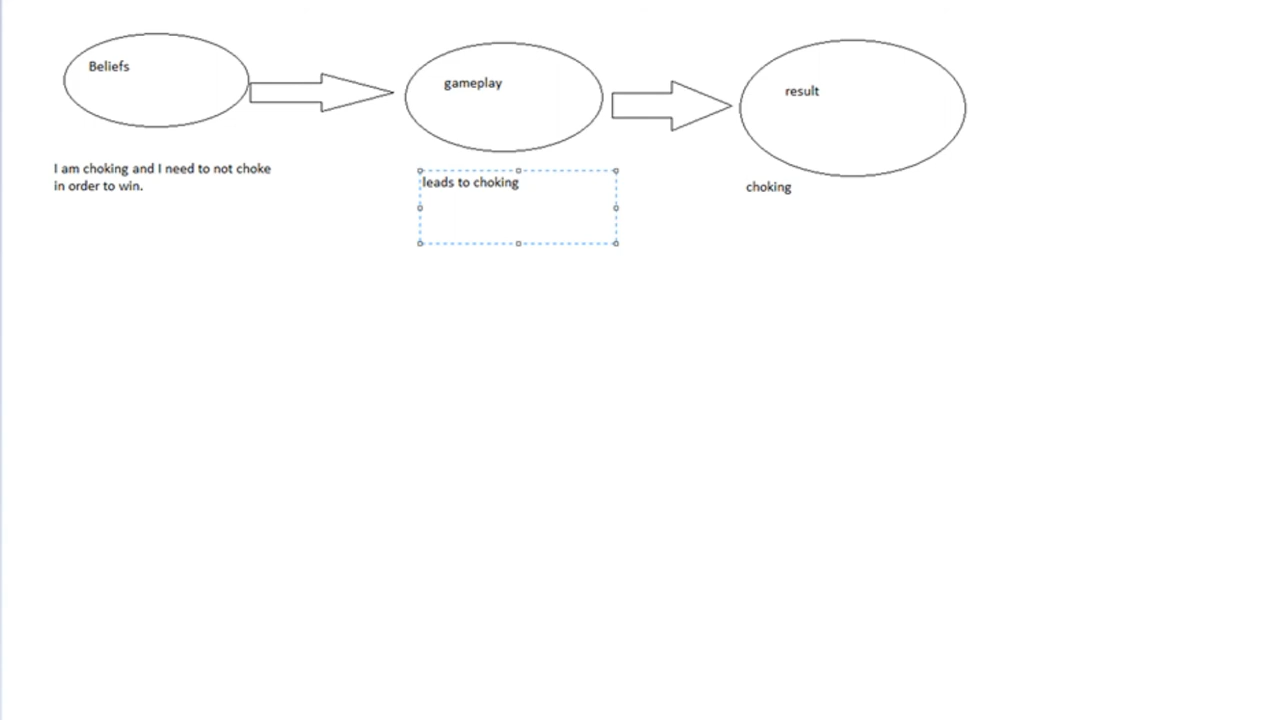 Beliefs
gameplay
result
I am choking and I need to not choke
in order to win.
leads to choking
choking